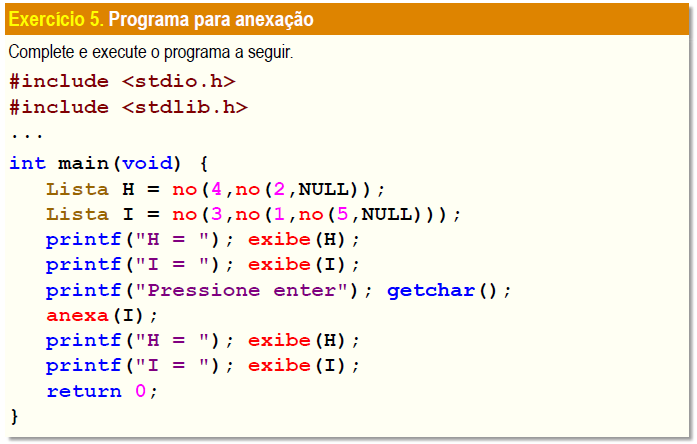 Exercício 5. Programa para anexação
Complete e execute o programa a seguir.
#include <stdio.h>
#include <stdlib.h>
...
int main(void) {
   Lista H = no(4,no(2,NULL));
   Lista I = no(3,no(1,no(5,NULL)));
   printf("H = "); exibe(H);
   printf("I = "); exibe(I);
   printf("Pressione enter"); getchar();
   anexa(I);
   printf("H = "); exibe(H);
   printf("I = "); exibe(I);
   return 0;
}